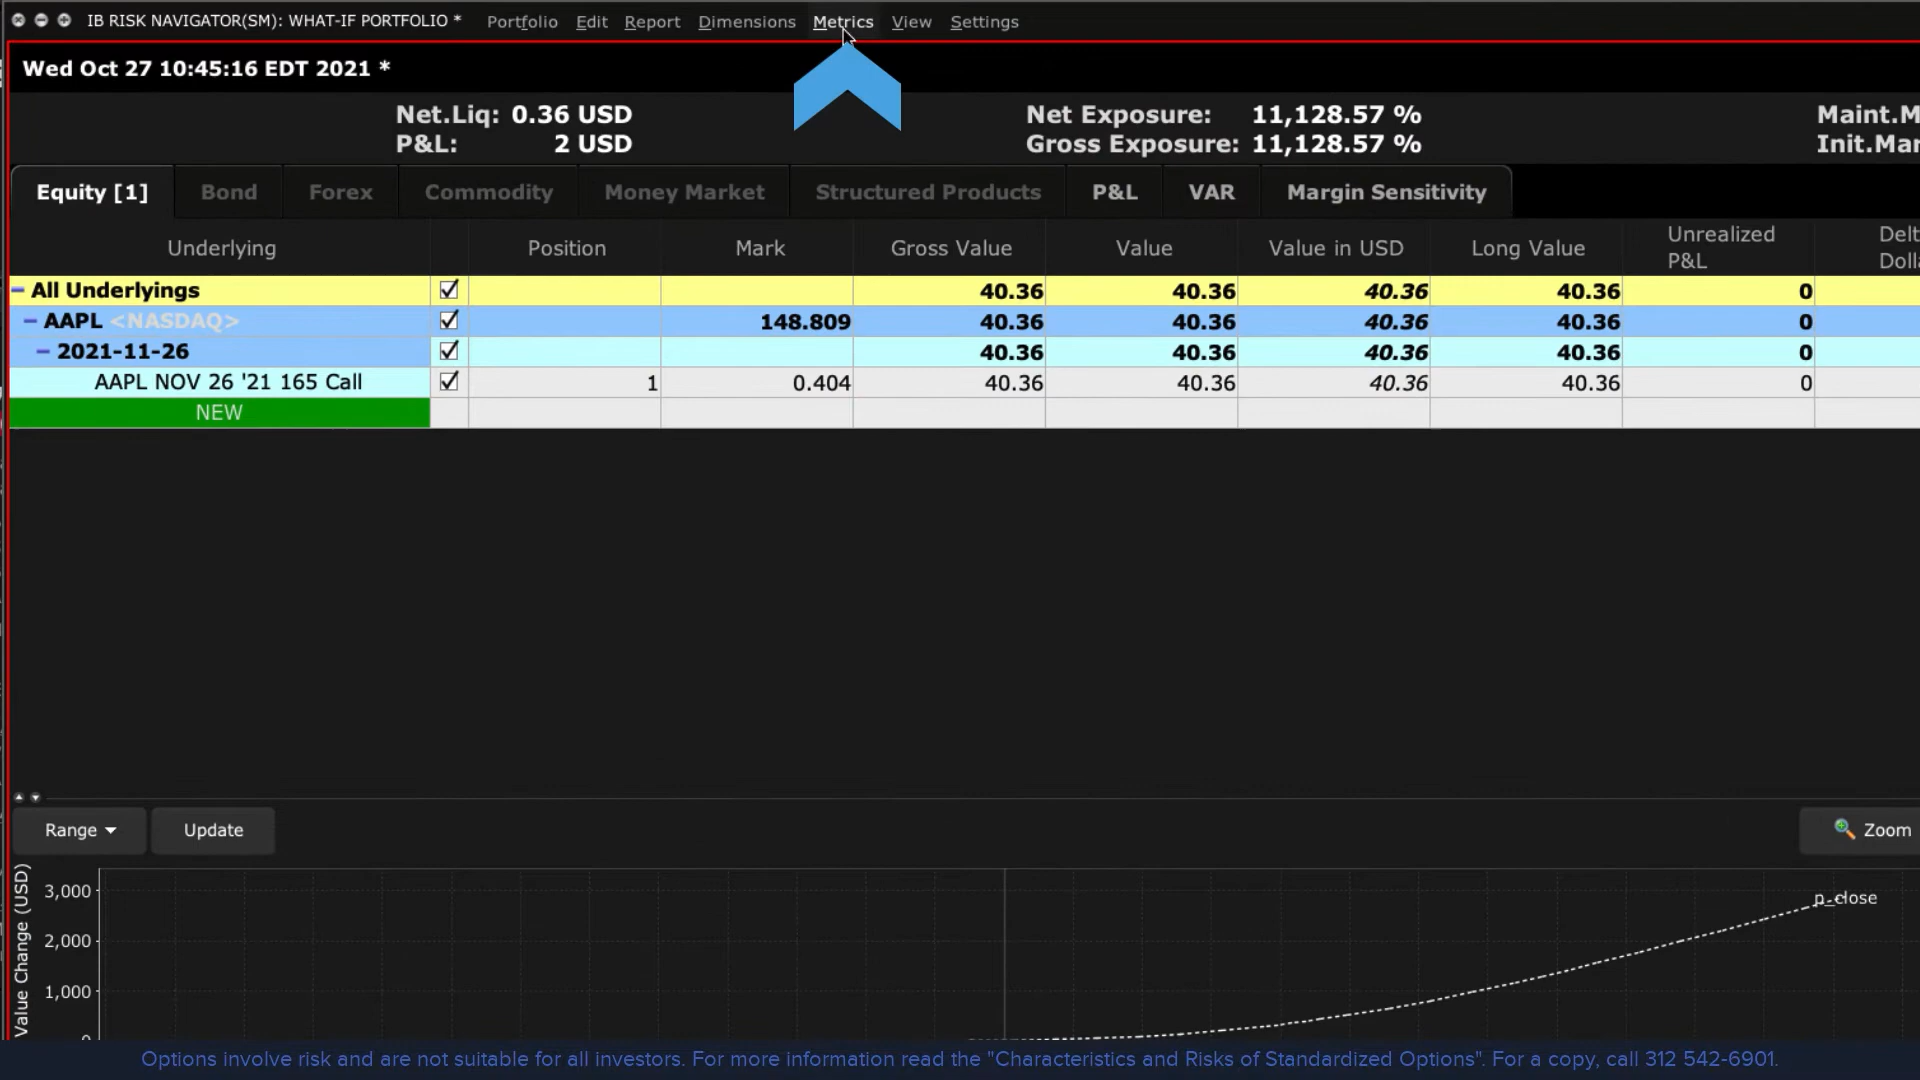 IB RISK NAVIGATOR(SM): WHAT-IF PORTFOLIO * Portfolio Edit Report Dimensions Metrics View Settings
Wed Oct 27 10:45:16 EDT 2021 *
Net.Liq: 0.36 USD Net Exposure: 11,128.57 % Maint.M
P&L: 2 USD Gross Exposure: 11,128.57 % Init.Mar
Equity [1] Bond Forex Commodity Money Market Structured Products P&L VAR Margin Sensitivity
Underlying Position Mark Gross Value Value Value in USD Long Value Unrealized P&L Delt Dolla
All Underlyings 40.36 40.36 40.36 40.36 0
AAPL <NASDAQ> 148.809 40.36 40.36 40.36 40.36 0
2021-11-26 40.36 40.36 40.36 40.36 0
AAPL NOV 26 '21 165 Call 1 0.404 40.36 40.36 40.36 40.36 0
NEW
Range Update Zoom
Value Change (USD)
3,000
p_close
2,000
1,000
0
Options involve risk and are not suitable for all investors. For more information read the "Characteristics and Risks of Standardized Options". For a copy, call 312 542-6901.